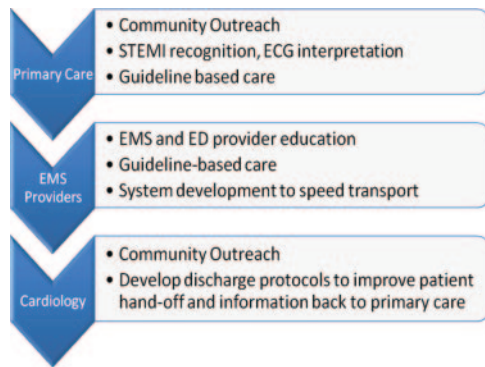 Primary Care
• Community Outreach
• STEMI recognition, ECG interpretation
• Guideline based care
EMS
Providers
• EMS and ED provider education
• Guideline-based care
• System development to speed transport
Cardiology
• Community Outreach
• Develop discharge protocols to improve patient
hand-off and information back to primary care